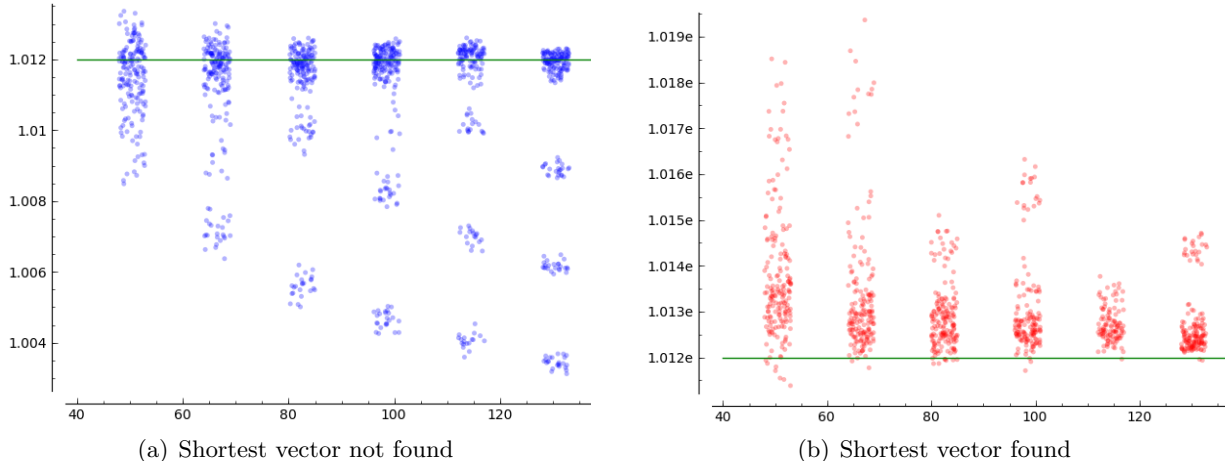 1.012
1.01
1.008
1.006
1.004
40
60
80
100
120
(a) Shortest vector not found
1.019e
1.018e
1.017e
1.016e
1.015e
1.014e
1.013e
1.012e
40
60
80
100
120
(b) Shortest vector found